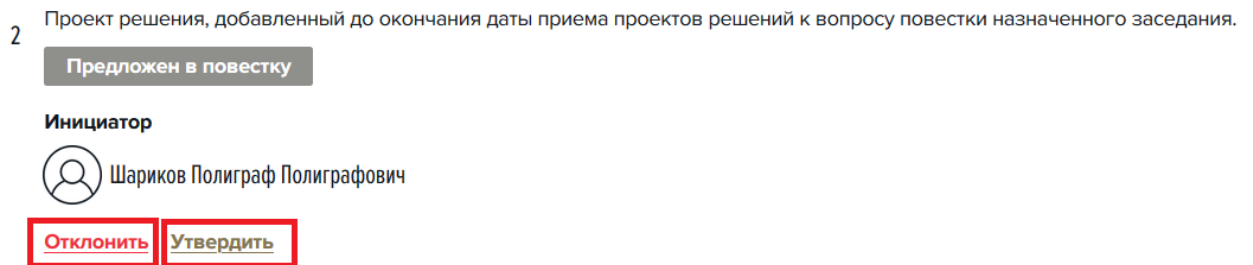 Проект решения, добавленный до окончания даты приема проектов решений к вопросу повестки назначенного заседания.
2
Предложен в повестку
Инициатор
Шариков Полиграф Полиграфович
Отклонить Утвердить